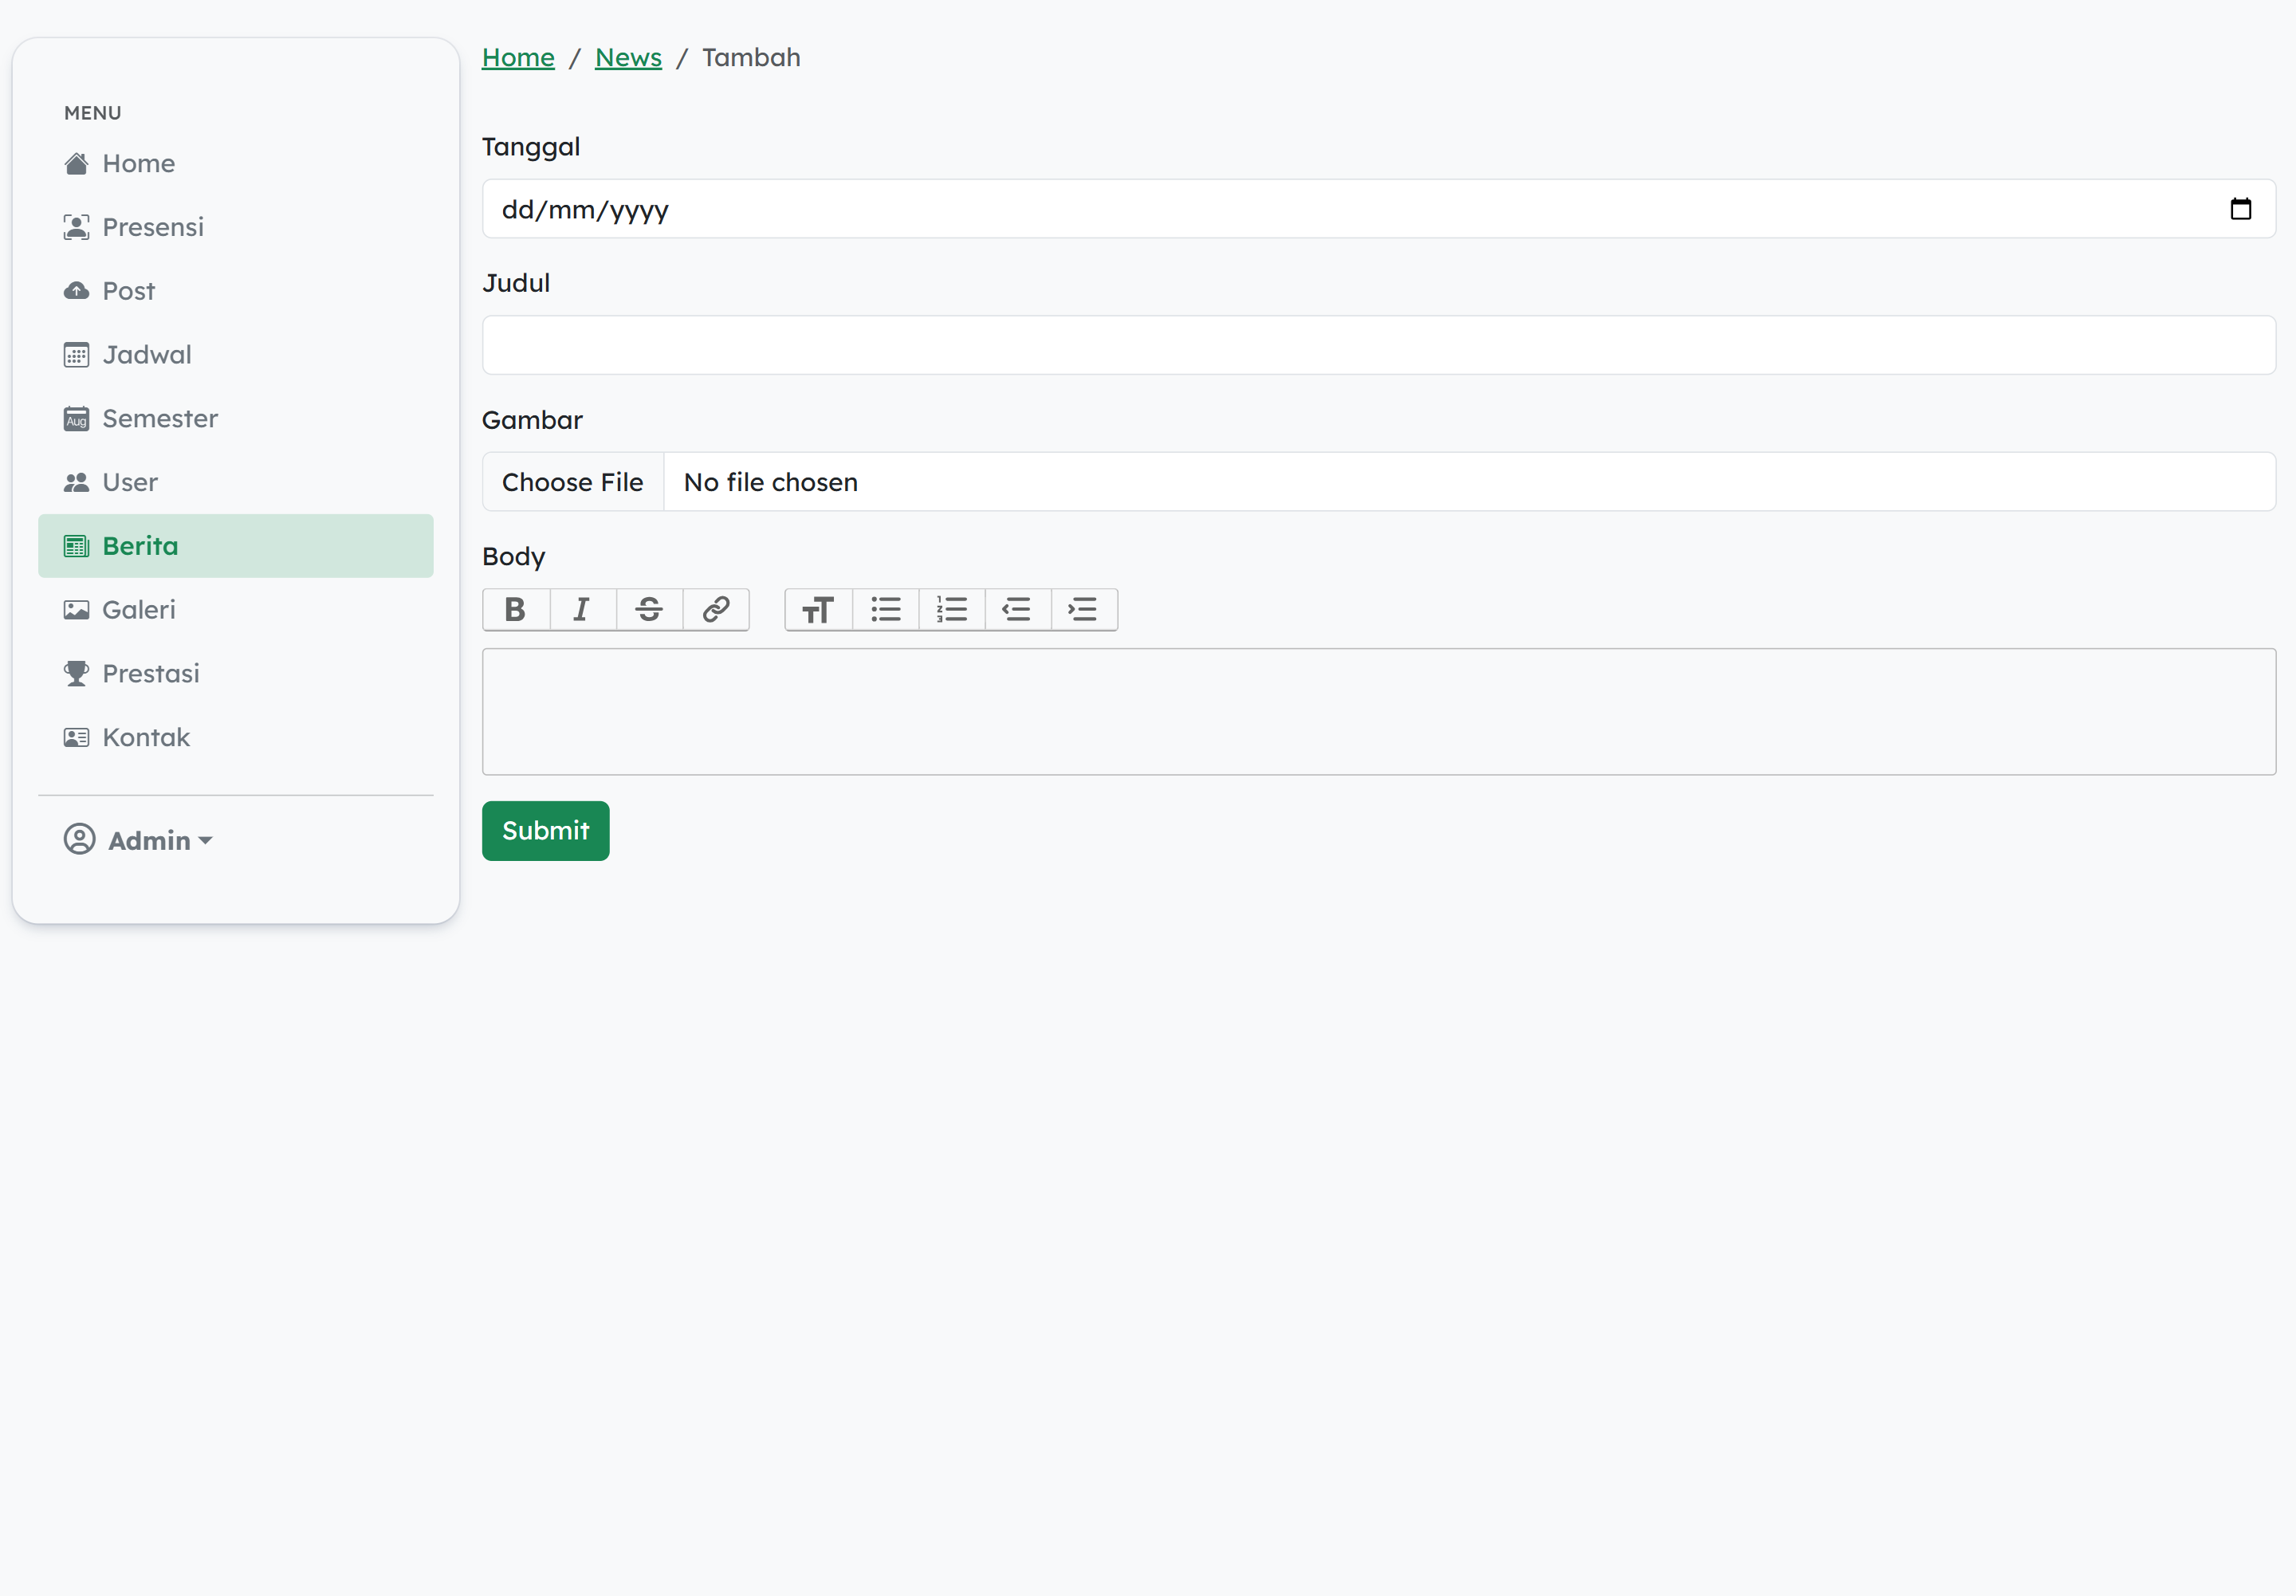 MENU
Home
Presensi
Post
Jadwal
Aug Semester
User
Berita
Galeri
Prestasi
Kontak
Admin
Home / News / Tambah
Tanggal
dd/mm/yyyy
Judul
Gambar
Choose File No file chosen
Body
Submit